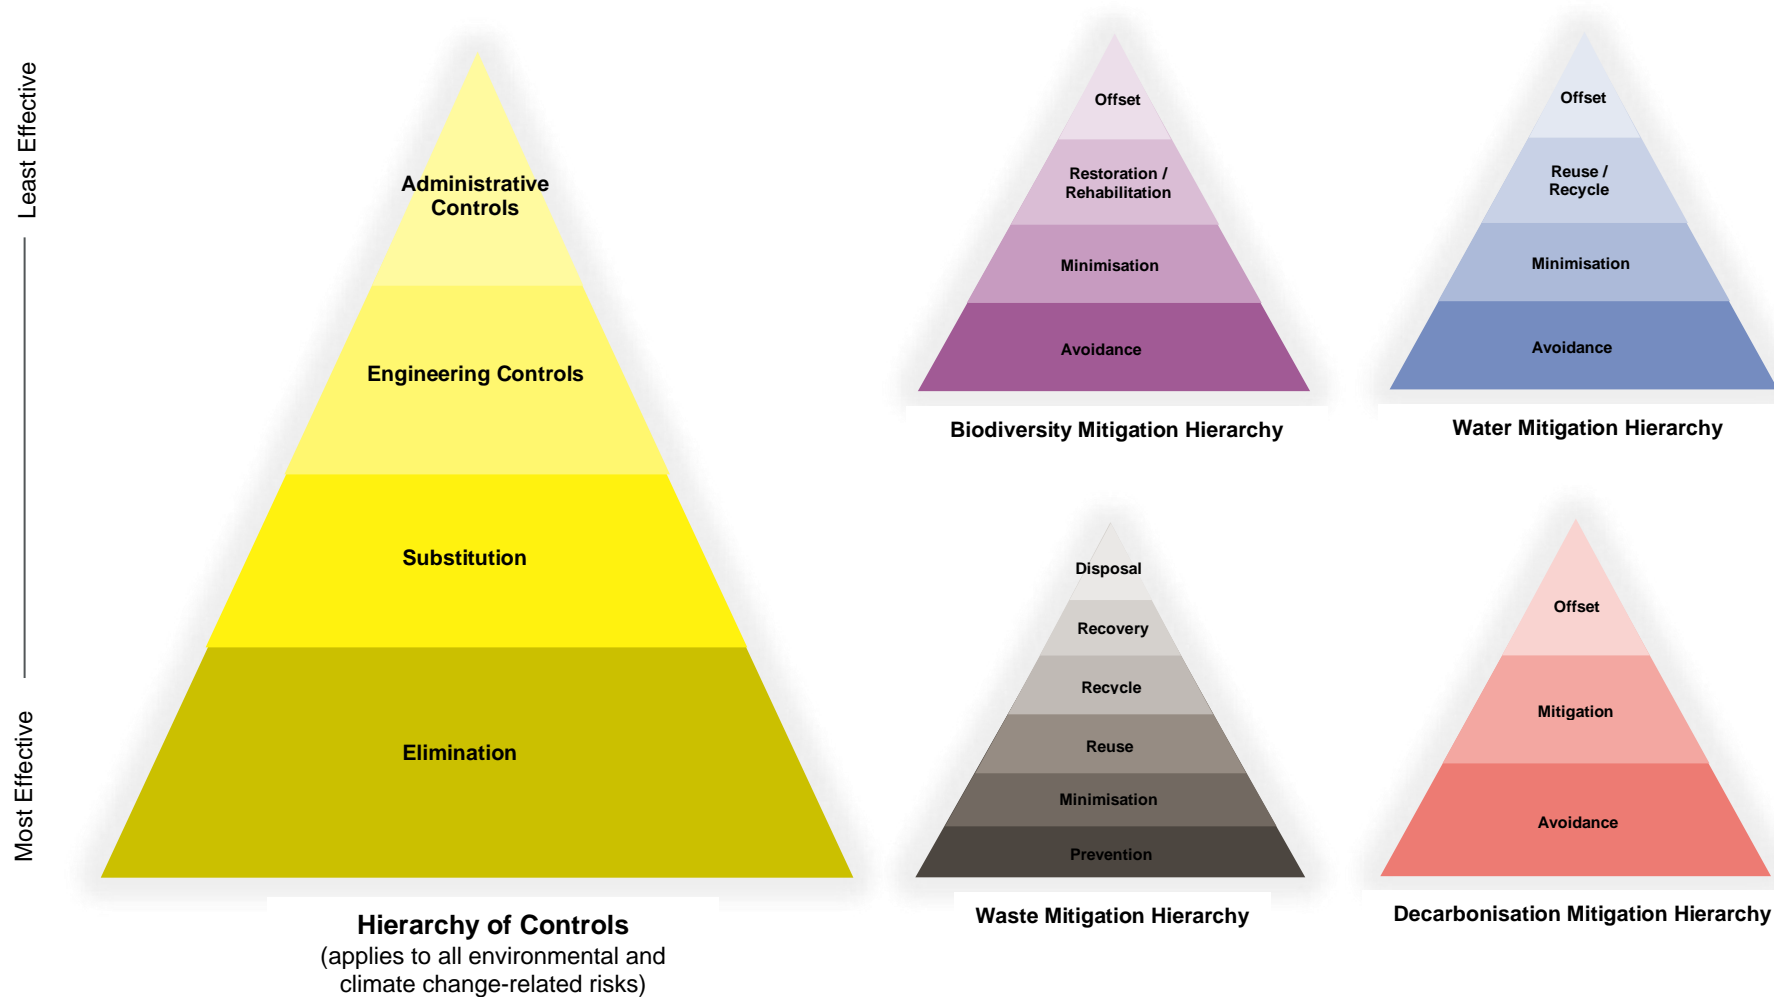 Least Effective
Most Effective
Administrative
Controls
Engineering Controls
Substitution
Elimination
Hierarchy of Controls
(applies to all environmental and
climate change-related risks)
Offset
Restoration /
Rehabilitation
Minimisation
Avoidance
Biodiversity Mitigation Hierarchy
Offset
Reuse /
Recycle
Minimisation
Avoidance
Water Mitigation Hierarchy
Disposal
Recovery
Recycle
Reuse
Minimisation
Prevention
Waste Mitigation Hierarchy
Offset
Mitigation
Avoidance
Decarbonisation Mitigation Hierarchy